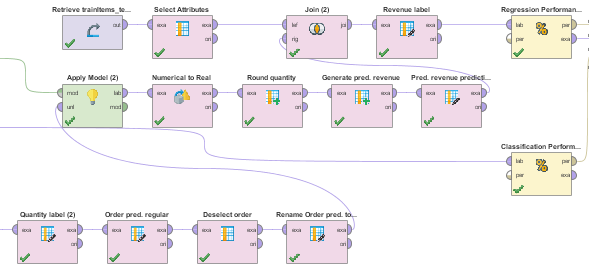 Retrieve trainitems_te...
Select Attributes
Join (2)
Revenue label
Regression Performan...
out
exa
exa
ori
lef
rig
joi
exa
exa
ori
lab
per
per
exa
Apply Model (2)
Numerical to Real
Round quantity
Generate pred. revenue
Pred. revenue predicti...
mod
unl
lab
mod
exa
exa
ori
exa
exa
ori
exa
exa
ori
exa
exa
ori
Classification Perform...
lab
per
per
exa
Quantity label (2)
Order pred. regular
Deselect order
Rename Order pred. to...
exa
exa
ori
exa
exa
ori
exa
exa
ori
exa
exa
ori